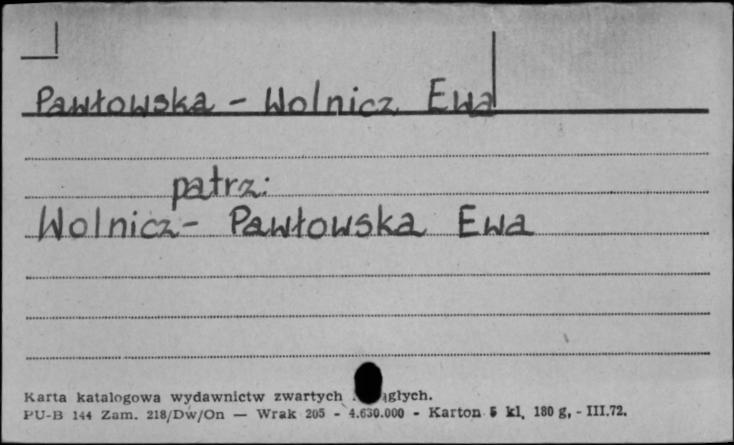 Pawłowska - Wolnicz Ewa
patrz:
Wolnicz- Pawłowska Ewa
Karta katalogowa wydawnictw zwartych
PU-B 144 Zam. 218/Dw/On — Wrak 205 - 4.630.000 - Karton 5 kl, 180 g, - III.72.